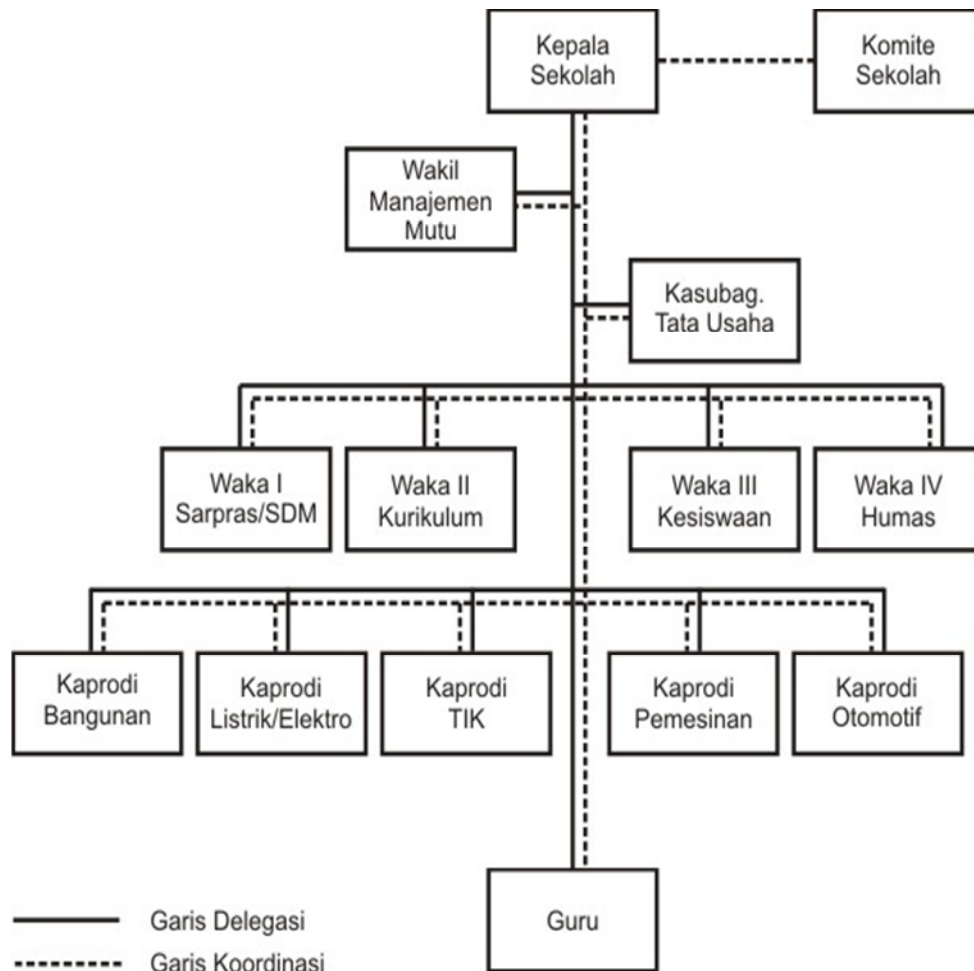 Kepala
Sekolah
Komite
Sekolah
Wakil
Manajemen
Mutu
Kasubag.
Tata Usaha
Waka I
Sarpras/SDM
Waka II
Kurikulum
Waka III
Kesiswaan
Waka IV
Humas
Kaprodi
Bangunan
Kaprodi
Listrik/Elektro
Kaprodi
TIK
Kaprodi
Pemesinan
Kaprodi
Otomotif
Guru
Garis Delegasi
Garis Koordinasi